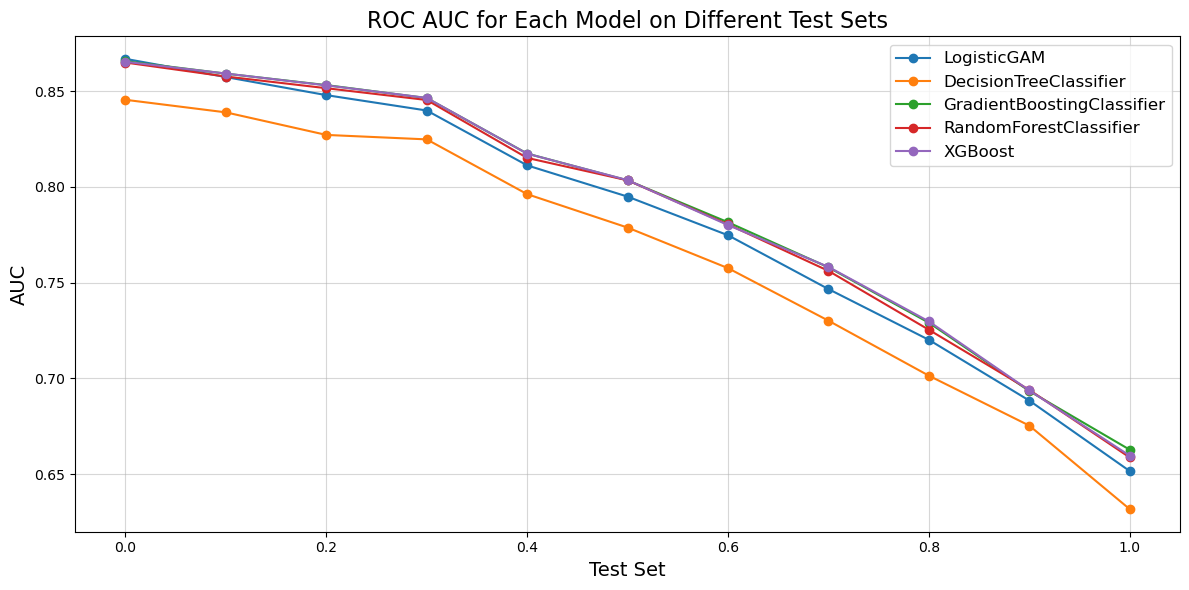 ROC AUC for Each Model on Different Test Sets
LogisticGAM
DecisionTreeClassifier
GradientBoostingClassifier
RandomForestClassifier
XGBoost
AUC
0.85
0.80
0.75
0.70
0.65
0.0
0.2
0.4
0.6
0.8
1.0
Test Set